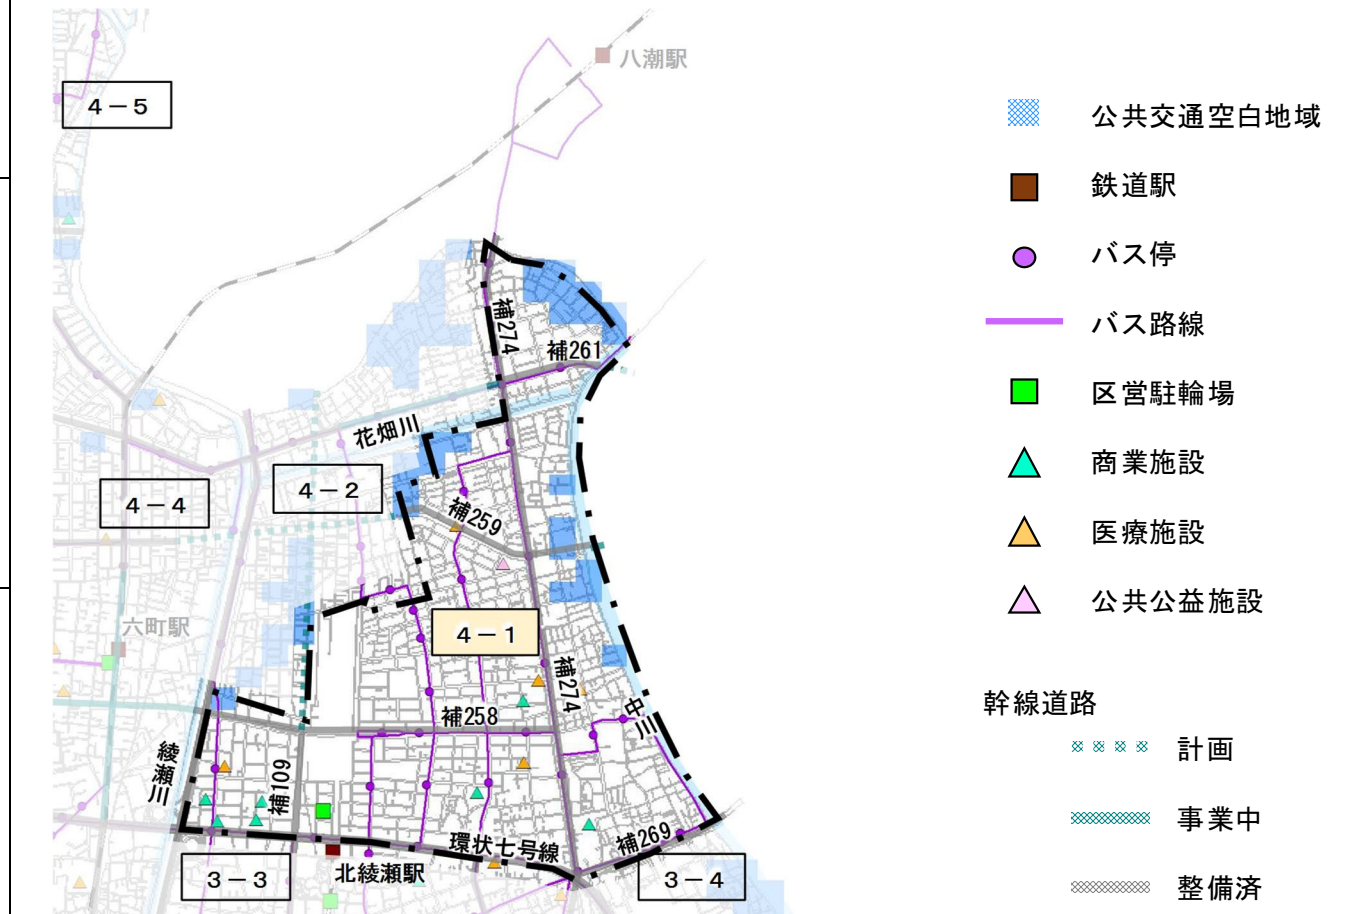 八潮駅
4－5
補274
補261
花畑川
4－2
4－4
補259
六町駅
4－1
補274
中川
補258
綾瀬川
補109
環状七号線
補269
北綾瀬駅
3－3
3－4
公共交通空白地域
鉄道駅
バス停
バス路線
区営駐輪場
商業施設
医療施設
公共公益施設
幹線道路
計画
事業中
整備済